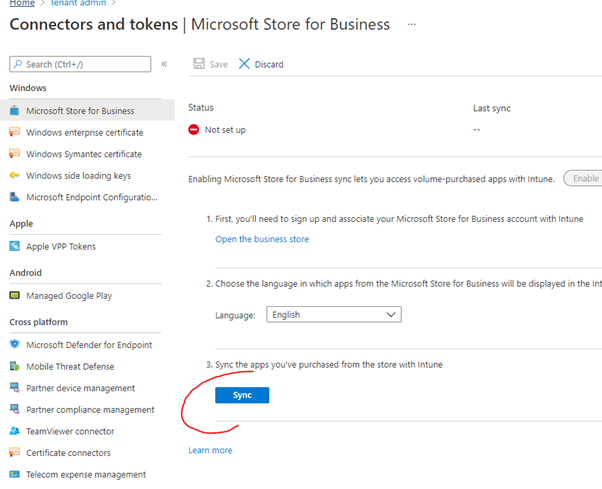 Home > Tenant admin >
Connectors and tokens | Microsoft Store for Business ...
Search (Ctrl+/) «
Save Discard
Windows
Microsoft Store for Business
Windows enterprise certificate
Windows Symantec certificate
Windows side loading keys
Microsoft Endpoint Configuratio...
Apple
Apple VPP Tokens
Android
Managed Google Play
Cross platform
Microsoft Defender for Endpoint
Mobile Threat Defense
Partner device management
Partner compliance management
TeamViewer connector
Certificate connectors
Telecom expense management
Status
Not set up
Last sync
--
Enabling Microsoft Store for Business sync lets you access volume-purchased apps with Intune. Enable
1. First, you'll need to sign up and associate your Microsoft Store for Business account with Intune
Open the business store
2. Choose the language in which apps from the Microsoft Store for Business will be displayed in the Int
Language: English
3. Sync the apps you've purchased from the store with Intune
Sync
Learn more